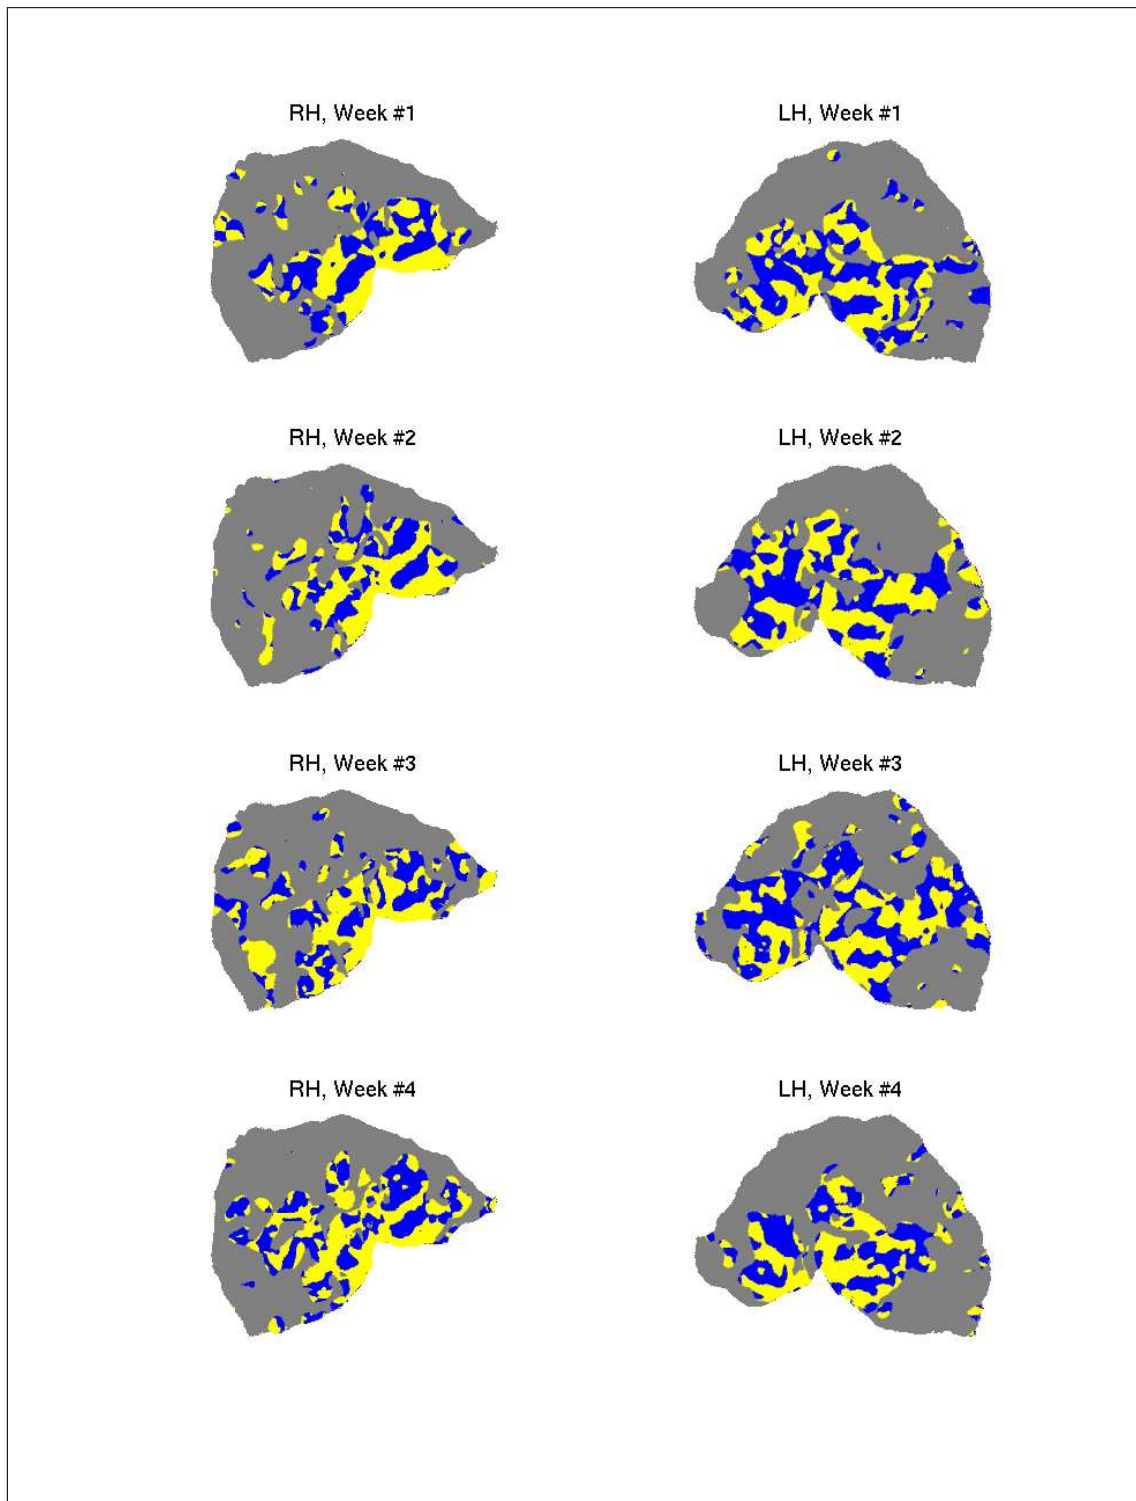 RH, Week #1
LH, Week #1
RH, Week #2
LH, Week #2
RH, Week #3
LH, Week #3
RH, Week #4
LH, Week #4